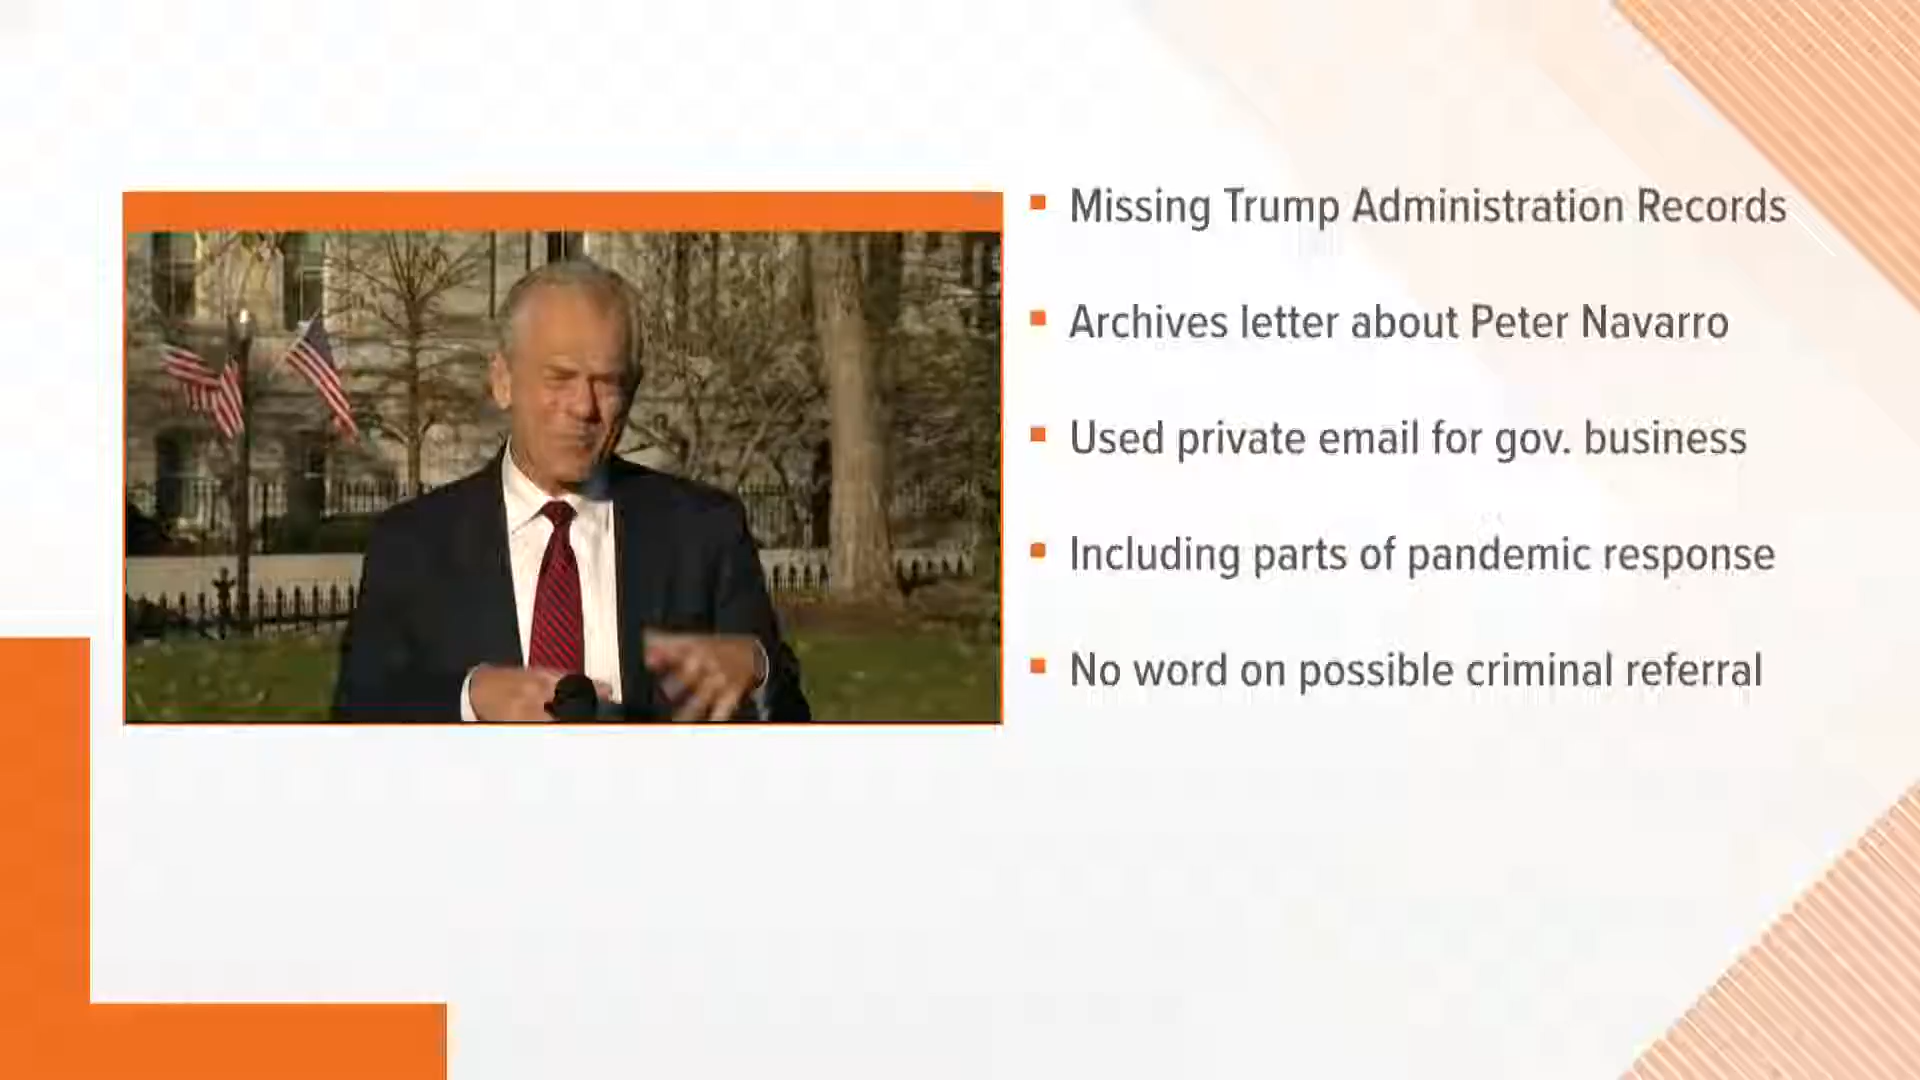 Missing Trump Administration Records
Archives letter about Peter Navarro
Used private email for gov. business
Including parts of pandemic response
No word on possible criminal referral